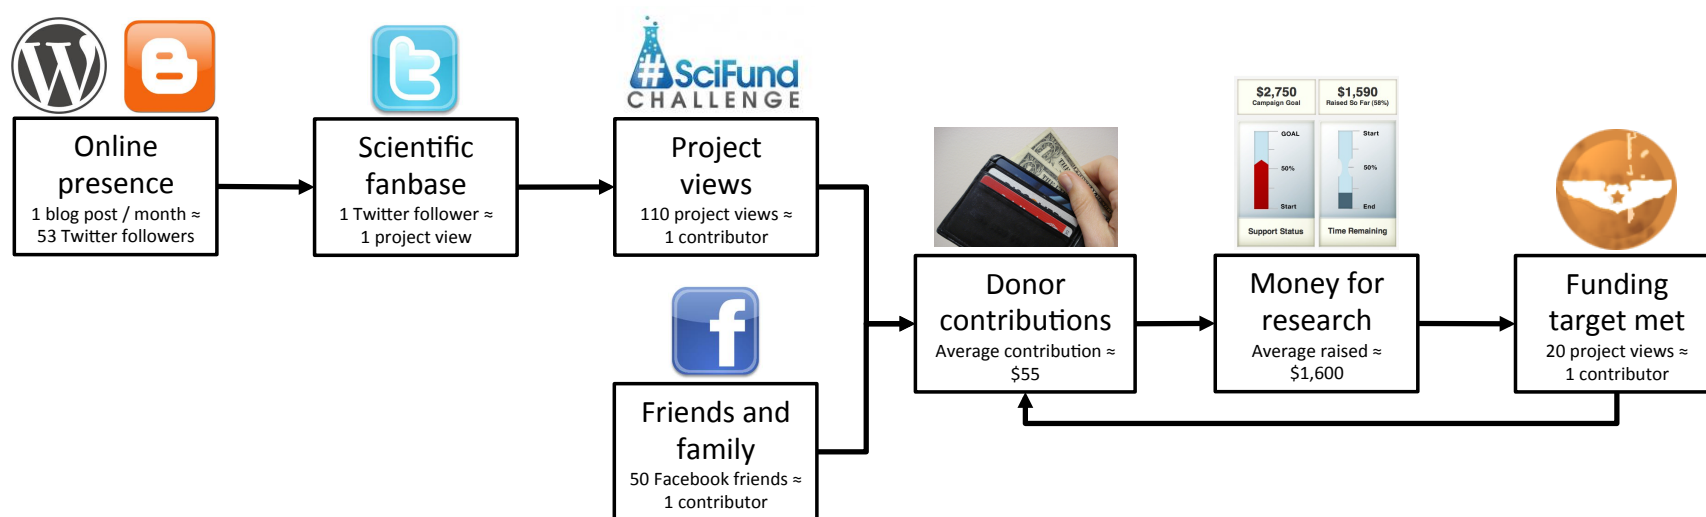 #SciFund
CHALLENGE
Online
presence
1 blog post / month ≈
53 Twitter followers
Scientific
fanbase
1 Twitter follower ≈
1 project view
Project
views
110 project views ≈
1 contributor
Friends and
family
50 Facebook friends ≈
1 contributor
Donor
contributions
Average contribution ≈
$55
$2,750
Campaign Goal
$1,590
Raised So Far (58%)
GOAL
50%
Start
Support Status
Start
50%
End
Time Remaining
Money for
research
Average raised ≈
$1,600
Funding
target met
20 project views ≈
1 contributor